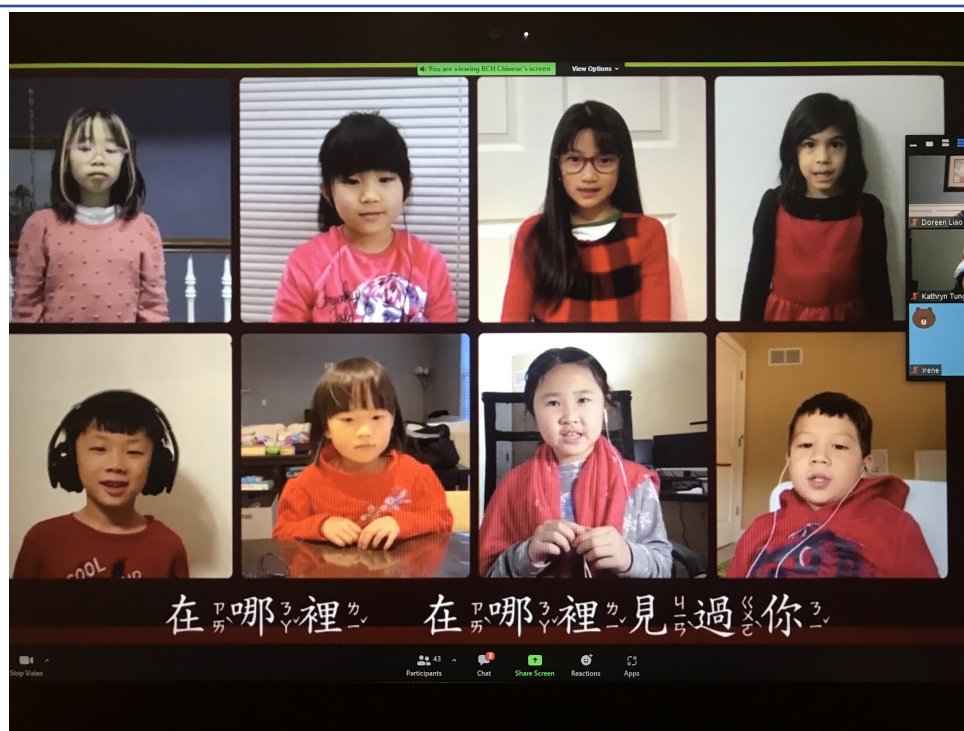 You are viewing BCH Chinese's screen View Options
Doreen Liao
Kathryn Tung
Irene
COOL
在ㄗㄞˋ哪ㄋㄚˇ裡ㄌㄧˇ 在ㄗㄞˋ哪ㄋㄚˇ裡ㄌㄧˇ見ㄐㄧㄢˋ過ㄍㄨㄛˋ你ㄋㄧˇ
Stop Video
43
Participants
3
Chat
Share Screen
Reactions
Apps